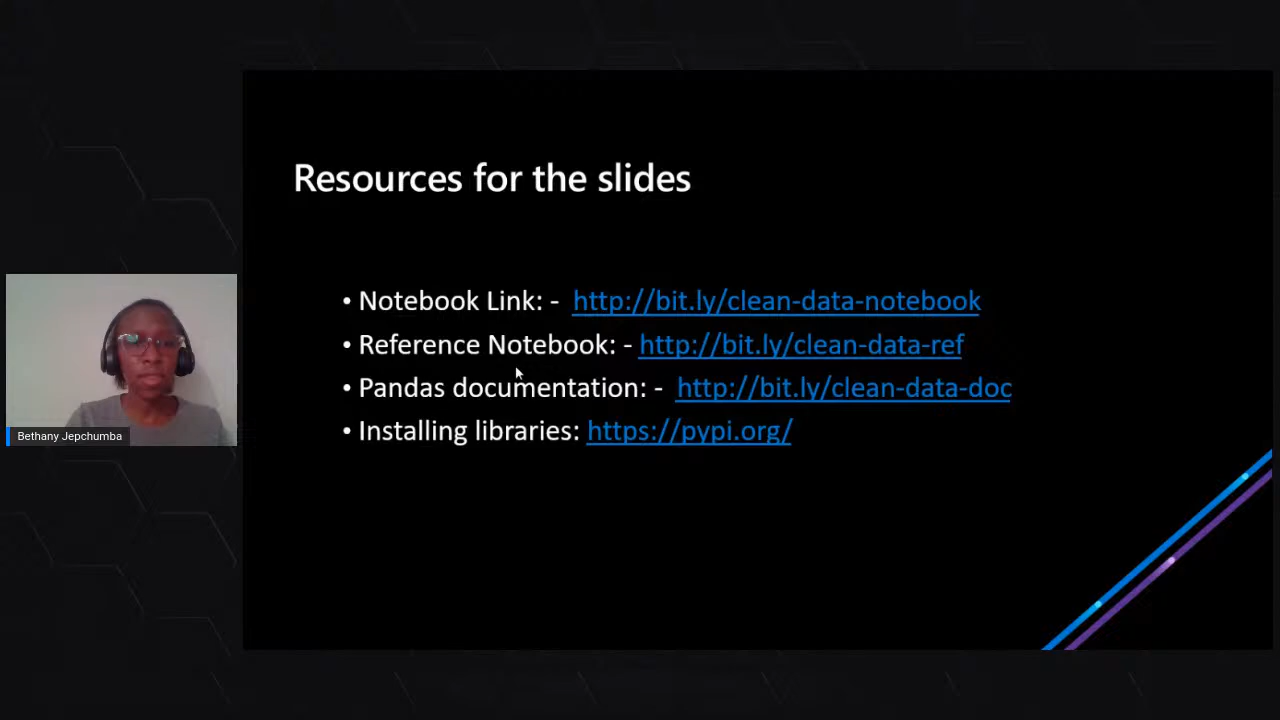 Resources for the slides
• Notebook Link: - http://bit.ly/clean-data-notebook
• Reference Notebook: - http://bit.ly/clean-data-ref
• Pandas documentation: - http://bit.ly/clean-data-doc
• Installing libraries: https://pypi.org/
Bethany Jepchumba